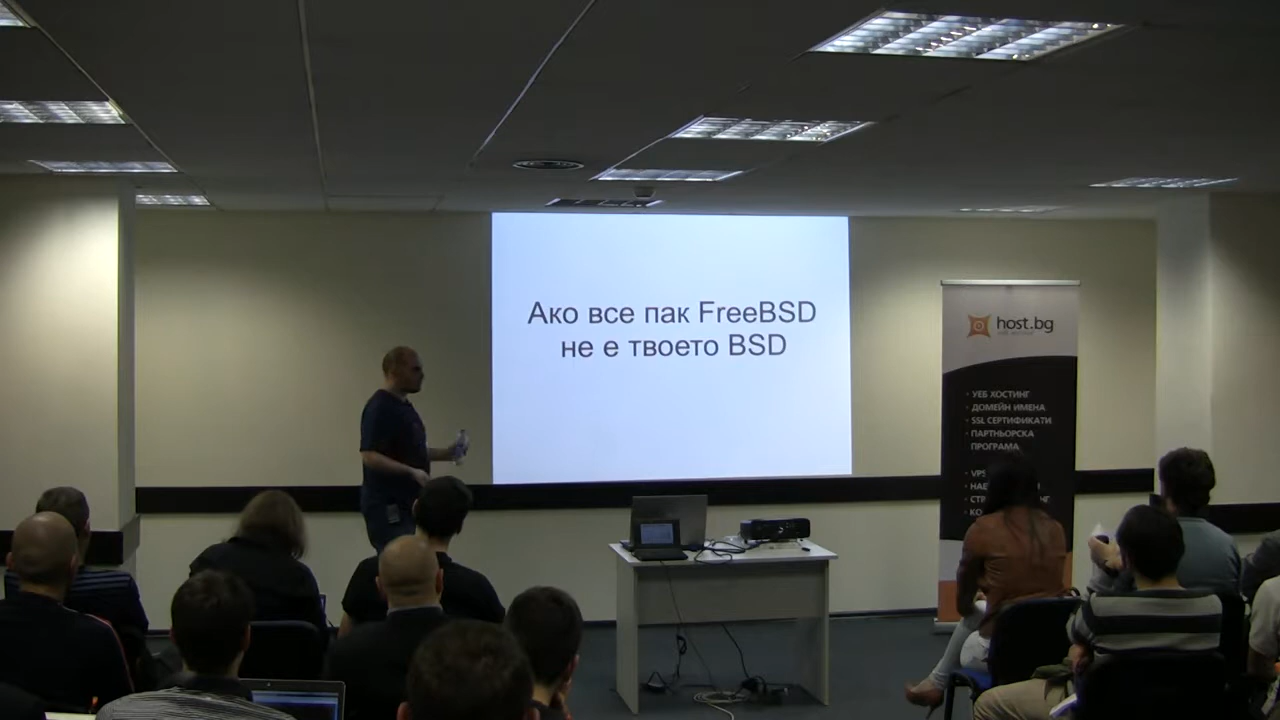 Ако все пак FreeBSD
не е твоето BSD
host.bg
• УЕБ ХОСТИНГ
• ДОМЕЙН ИМЕНА
• SSL СЕРТИФИКАТИ
• ПАРТНЬОРСКА
ПРОГРАМА